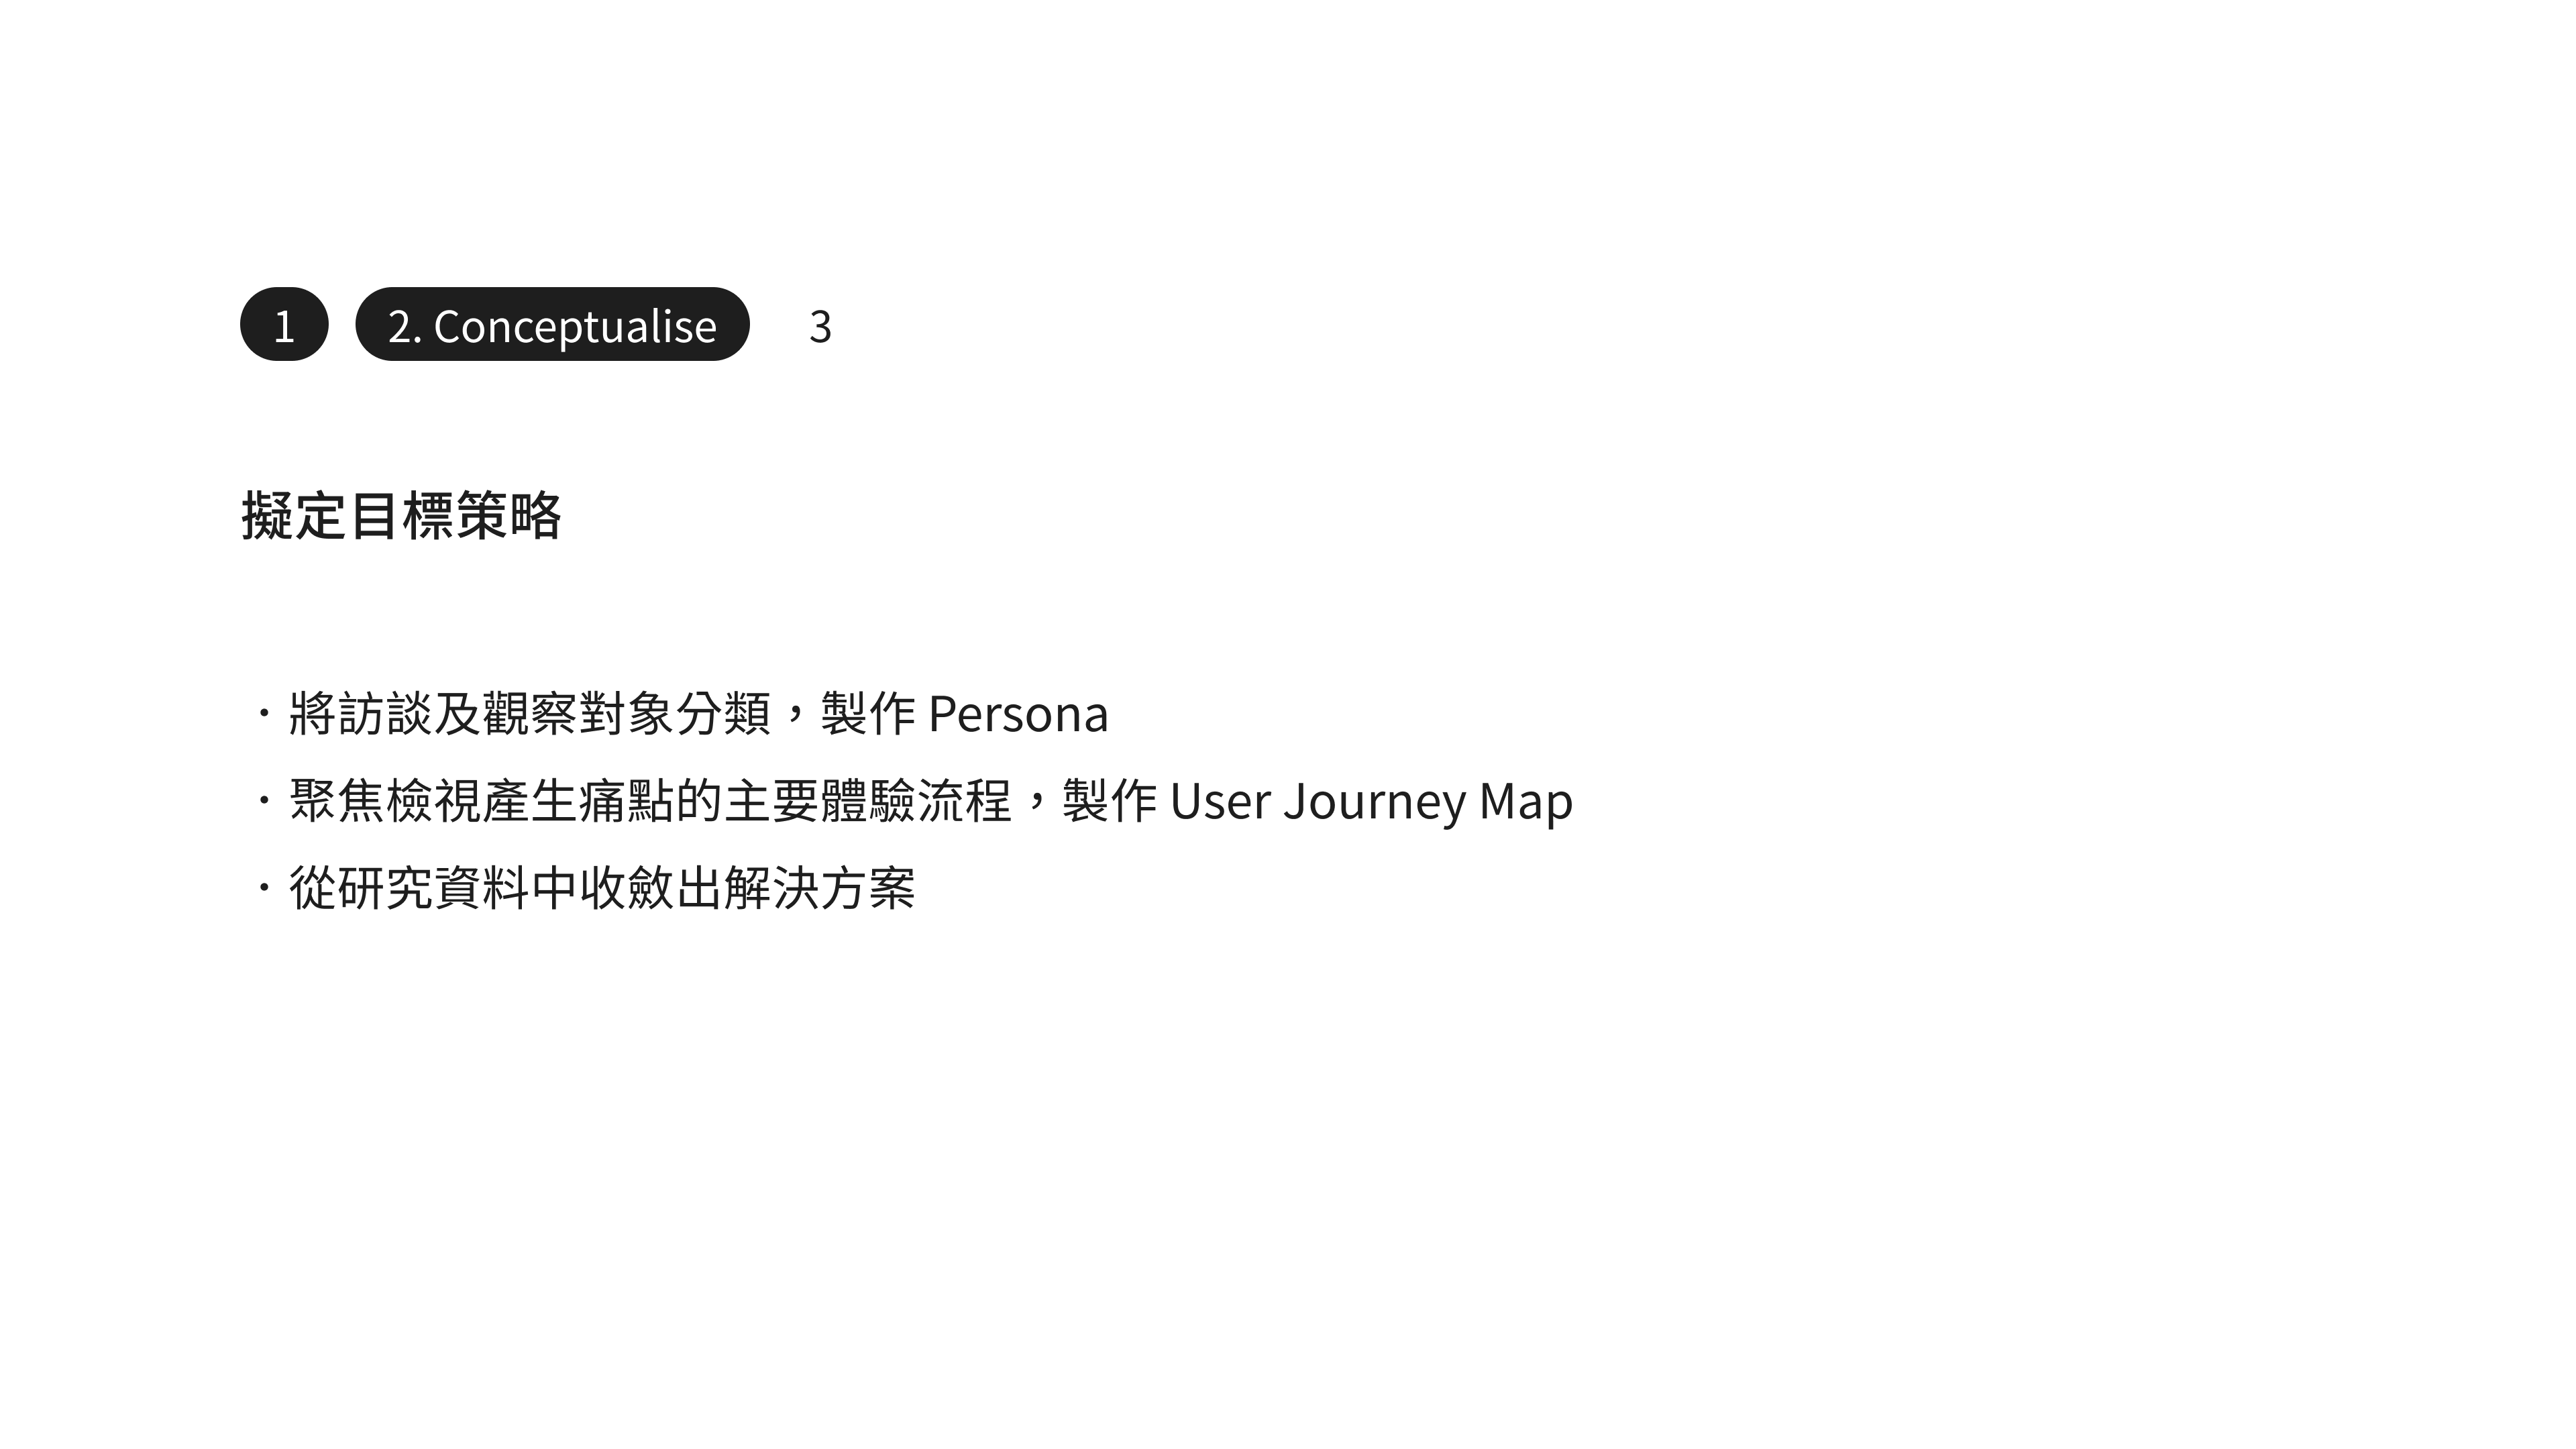 1 2. Conceptualise 3
擬定目標策略
・將訪談及觀察對象分類，製作 Persona
・聚焦檢視產生痛點的主要體驗流程，製作 User Journey Map
・從研究資料中收斂出解決方案